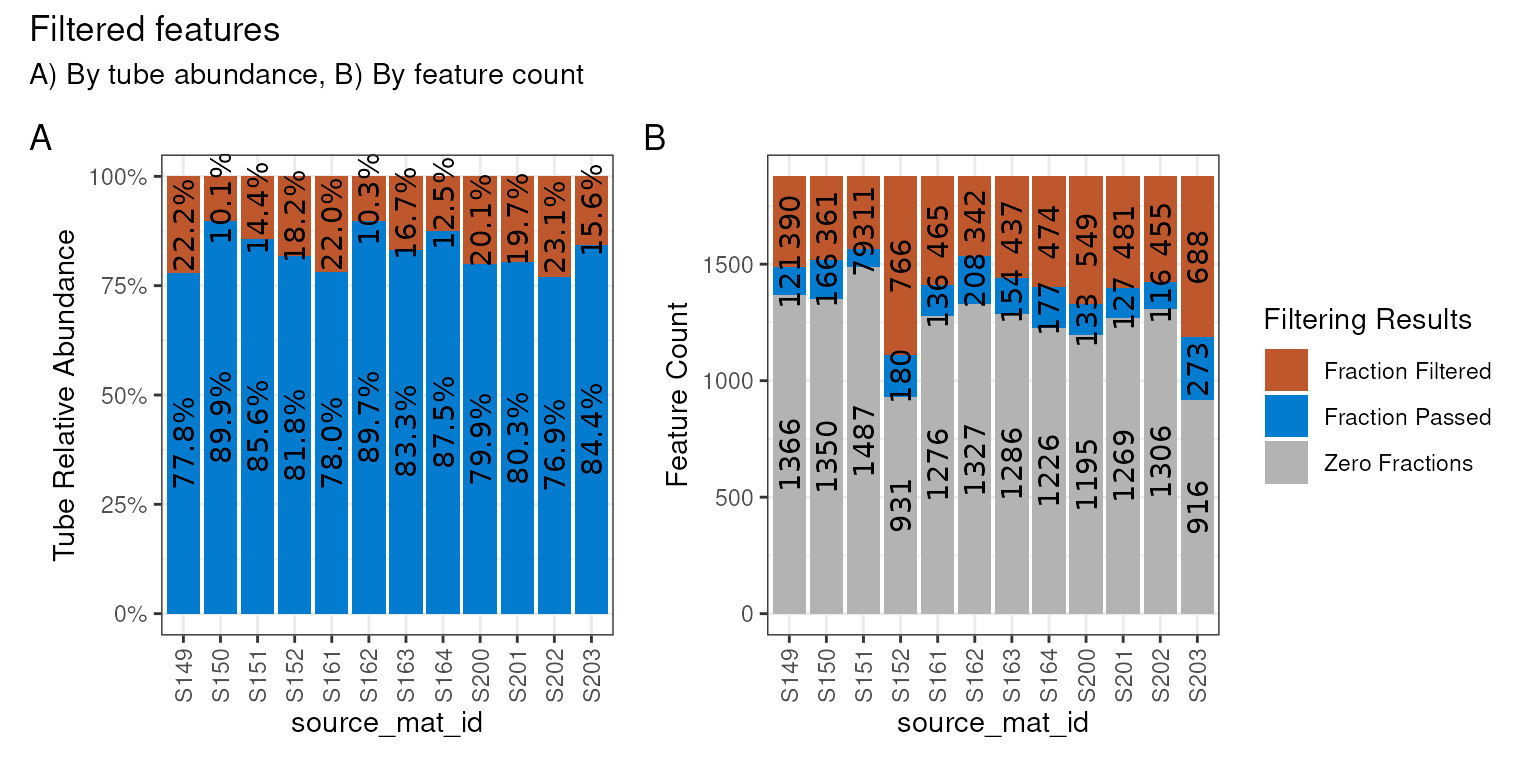 Filtered features
A) By tube abundance, B) By feature count
A
Tube Relative Abundance
100%
75%
50%
25%
0%
22.2% 10.1% 14.4% 18.2% 22.0% 10.3% 16.7% 12.5% 20.1% 19.7% 23.1% 15.6%
77.8% 89.9% 85.6% 81.8% 78.0% 89.7% 83.3% 87.5% 79.9% 80.3% 76.9% 84.4%
S149 S150 S151 S152 S161 S162 S163 S164 S200 S201 S202 S203
source_mat_id
B
Feature Count
1500
1000
500
0
390 361 311 766 465 342 437 474 549 481 455 688
121 166 79 180 136 208 154 177 133 127 116 273
1366 1350 1487 931 1276 1327 1286 1226 1195 1269 1306 916
S149 S150 S151 S152 S161 S162 S163 S164 S200 S201 S202 S203
source_mat_id
Filtering Results
Fraction Filtered
Fraction Passed
Zero Fractions